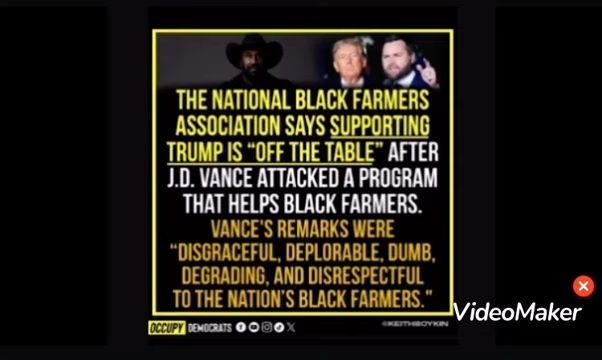 THE NATIONAL BLACK FARMERS
ASSOCIATION SAYS SUPPORTING
TRUMP IS “OFF THE TABLE” AFTER
J.D. VANCE ATTACKED A PROGRAM
THAT HELPS BLACK FARMERS.
VANCE'S REMARKS WERE
“DISGRACEFUL, DEPLORABLE, DUMB,
DEGRADING, AND DISRESPECTFUL
TO THE NATION'S BLACK FARMERS."
OCCUPY DEMOCRATS
@KEITHBOYKIN
VideoMaker